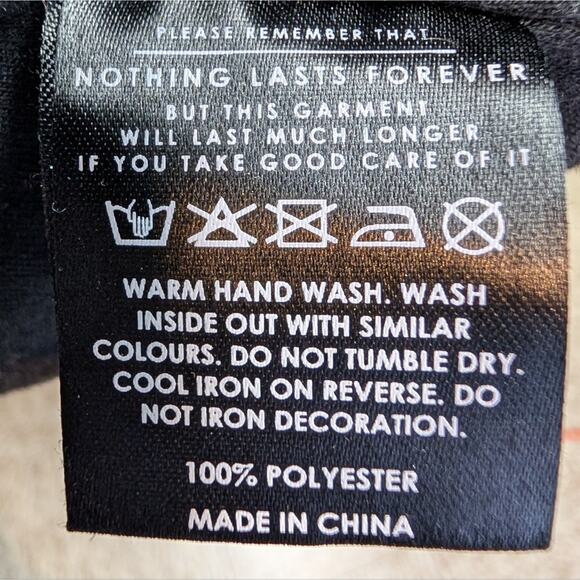 PLEASE REMEMBER THAT
NOTHING LASTS FOREVER
BUT THIS GARMENT
WILL LAST MUCH LONGER
IF YOU TAKE GOOD CARE OF IT
WARM HAND WASH. WASH
INSIDE OUT WITH SIMILAR
COLOURS. DO NOT TUMBLE DRY.
COOL IRON ON REVERSE. DO
NOT IRON DECORATION.
100% POLYESTER
MADE IN CHINA